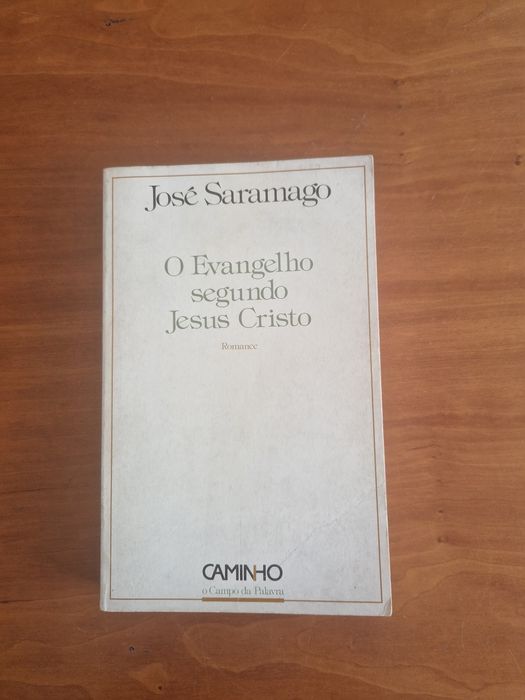 José Saramago
O Evangelho
segundo
Jesus Cristo
Romance
CAMINHO
o Campo da Palavra